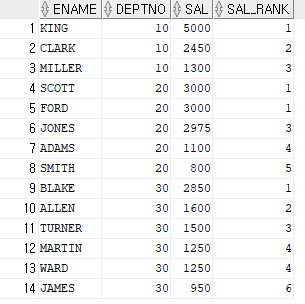 ENAME DEPTNO SAL SAL_RANK
1 KING 10 5000 1
2 CLARK 10 2450 2
3 MILLER 10 1300 3
4 SCOTT 20 3000 1
5 FORD 20 3000 1
6 JONES 20 2975 3
7 ADAMS 20 1100 4
8 SMITH 20 800 5
9 BLAKE 30 2850 1
10 ALLEN 30 1600 2
11 TURNER 30 1500 3
12 MARTIN 30 1250 4
13 WARD 30 1250 4
14 JAMES 30 950 6